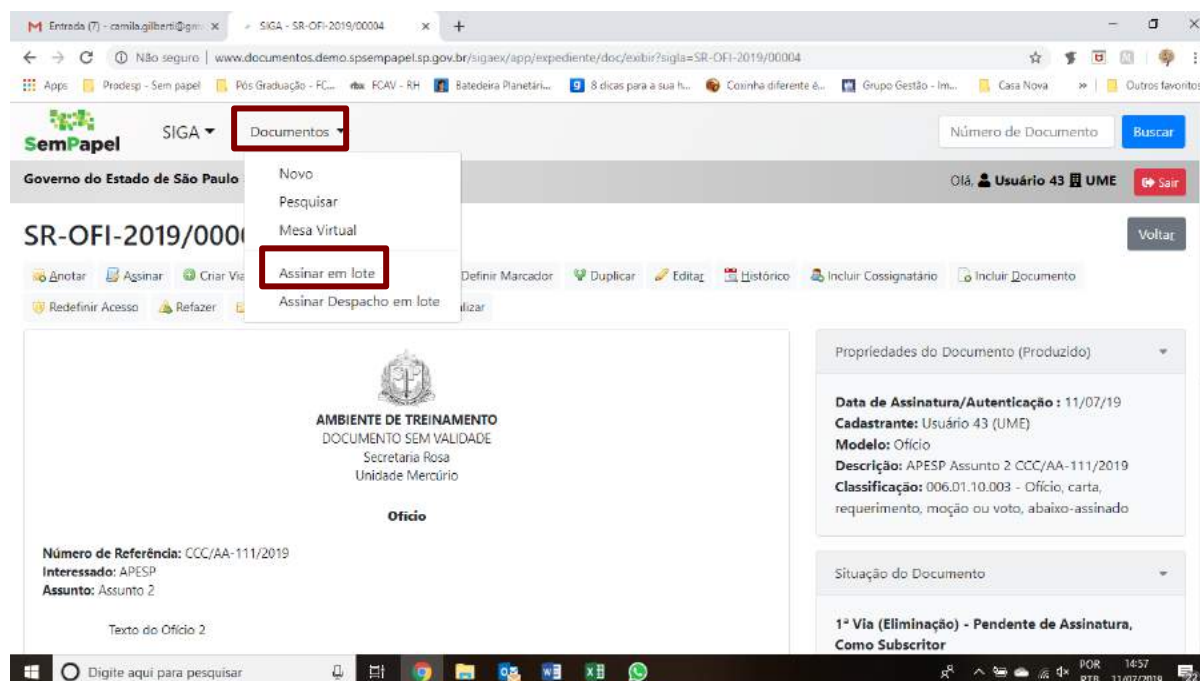 Entrada (7) - camila.gilberti@gm
SIGA - SR-OFI-2019/00004
Não seguro | www.documentos.demo.spsempapel.sp.gov.br/sigaex/app/expediente/doc/exibir?sigla=SR-OFI-2019/00004
Apps Prodesp - Sem papel Pós Graduação - FC... FCAV - RH Batedeira Planetári... 8 dicas para a sua h... Coxinha diferente é... Grupo Gestão - Im... Casa Nova » Outros favoritos
SemPapel SIGA Documentos Número de Documento Buscar
Governo do Estado de São Paulo Olá, Usuário 43 UME Sair
Novo
Pesquisar
Mesa Virtual
Assinar em lote
Assinar Despacho em lote
SR-OFI-2019/000 Voltar
Anotar Assinar Criar Via Definir Marcador Duplicar Editar Histórico Incluir Cossignatário Incluir Documento
Redefinir Acesso Refazer lizar
AMBIENTE DE TREINAMENTO
DOCUMENTO SEM VALIDADE
Secretaria Rosa
Unidade Mercúrio
Ofício
Número de Referência: CCC/AA-111/2019
Interessado: APESP
Assunto: Assunto 2
Texto do Ofício 2
Propriedades do Documento (Produzido)
Data de Assinatura/Autenticação : 11/07/19
Cadastrante: Usuário 43 (UME)
Modelo: Ofício
Descrição: APESP Assunto 2 CCC/AA-111/2019
Classificação: 006.01.10.003 - Ofício, carta,
requerimento, moção ou voto, abaixo-assinado
Situação do Documento
1ª Via (Eliminação) - Pendente de Assinatura,
Como Subscritor
Digite aqui para pesquisar
POR 14:57
PTB 11/07/2019